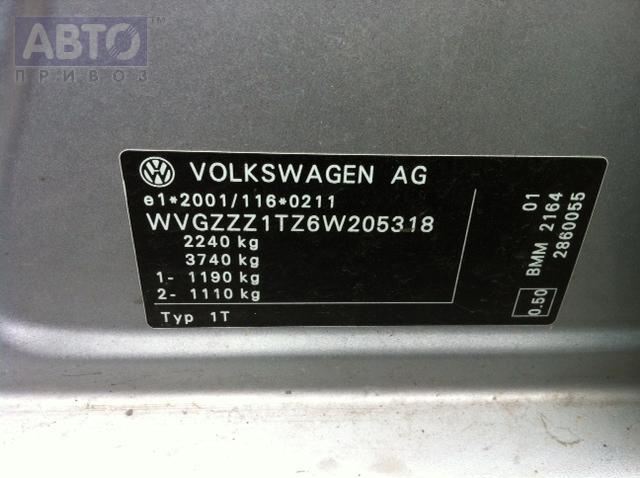 АВТО™
ПРИВОЗ
VOLKSWAGEN AG
e1*2001/116*0211
WVGZZZ1TZ6W205318
2240 kg
3740 kg
1- 1190 kg
2- 1110 kg
Typ 1T
01
BMM 2164
2860055
0.50